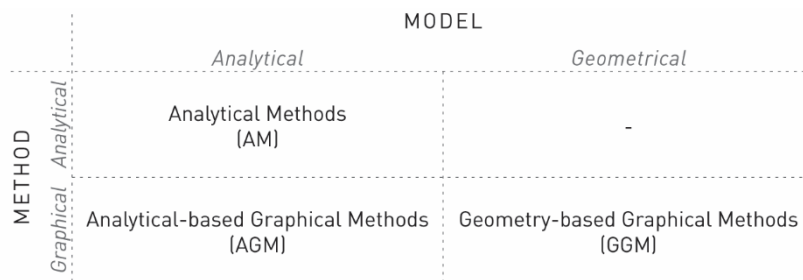 MODEL
Analytical
Geometrical
METHOD
Analytical
Analytical Methods
(AM)
-
Graphical
Analytical-based Graphical Methods
(AGM)
Geometry-based Graphical Methods
(GGM)